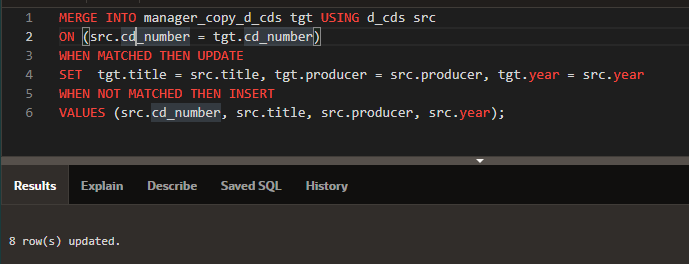 1 MERGE INTO manager_copy_d_cds tgt USING d_cds src
2 ON (src.cd_number = tgt.cd_number)
3 WHEN MATCHED THEN UPDATE
4 SET  tgt.title = src.title, tgt.producer = src.producer, tgt.year = src.year
5 WHEN NOT MATCHED THEN INSERT
6 VALUES (src.cd_number, src.title, src.producer, src.year);
Results Explain Describe Saved SQL History
8 row(s) updated.